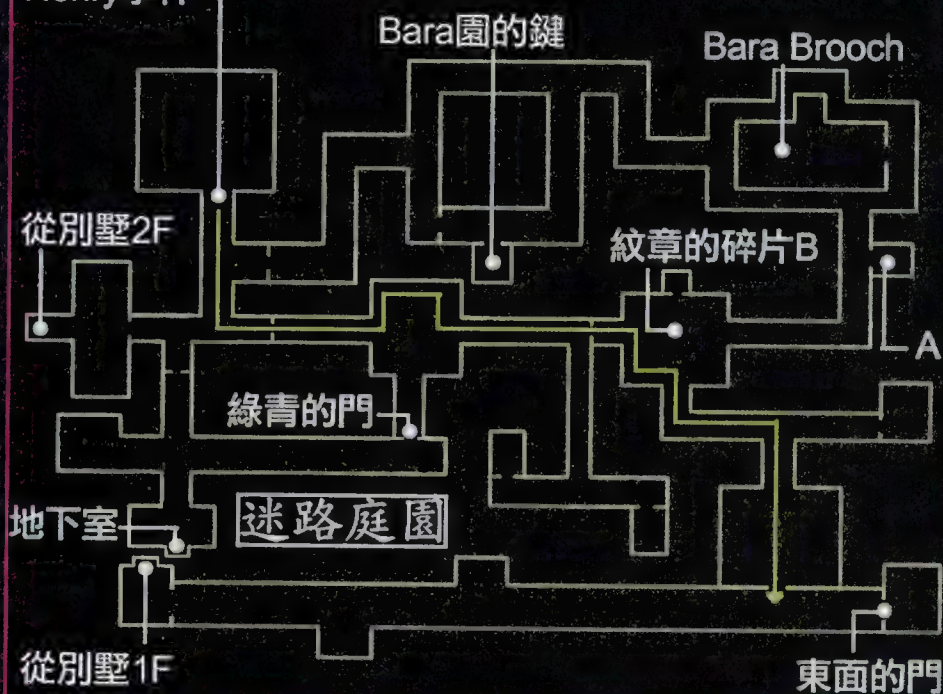 Bara園的鍵
Bara Brooch
從別墅2F
紋章的碎片B
A
綠青的門
地下室
迷路庭園
從別墅1F
東面的門